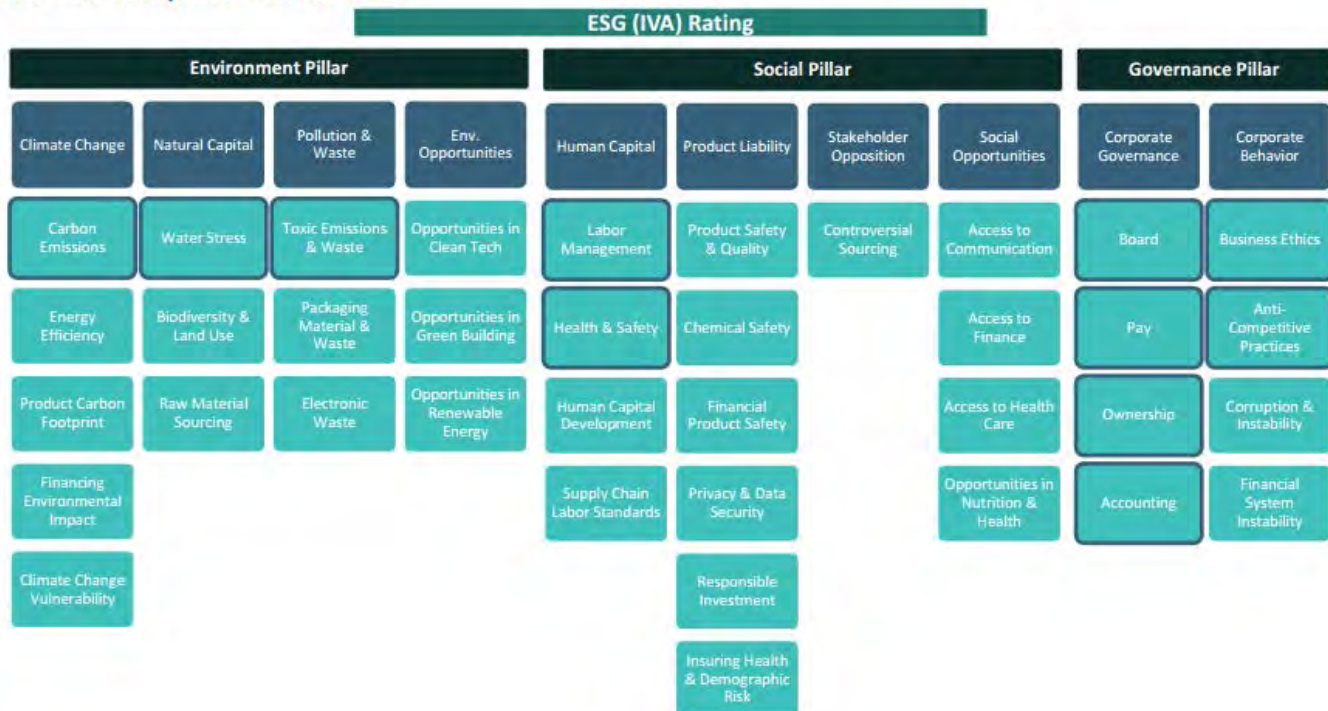 ESG (IVA) Rating
Environment Pillar
Social Pillar
Governance Pillar
Climate Change
Natural Capital
Pollution &
Waste
Env.
Opportunities
Human Capital
Product Liability
Stakeholder
Opposition
Social
Opportunities
Corporate
Governance
Corporate
Behavior
Carbon
Emissions
Water Stress
Toxic Emissions
& Waste
Opportunities in
Clean Tech
Labor
Management
Product Safety
& Quality
Controversial
Sourcing
Access to
Communication
Board
Business Ethics
Energy
Efficiency
Biodiversity &
Land Use
Packaging
Material &
Waste
Opportunities in
Green Building
Health & Safety
Chemical Safety
Access to
Finance
Pay
Anti-
Competitive
Practices
Product Carbon
Footprint
Raw Material
Sourcing
Electronic
Waste
Opportunities in
Renewable
Energy
Human Capital
Development
Financial
Product Safety
Access to Health
Care
Ownership
Corruption &
Instability
Financing
Environmental
Impact
Supply Chain
Labor Standards
Privacy & Data
Security
Opportunities in
Nutrition &
Health
Accounting
Financial
System
Instability
Climate Change
Vulnerability
Responsible
Investment
Insuring Health
& Demographic
Risk